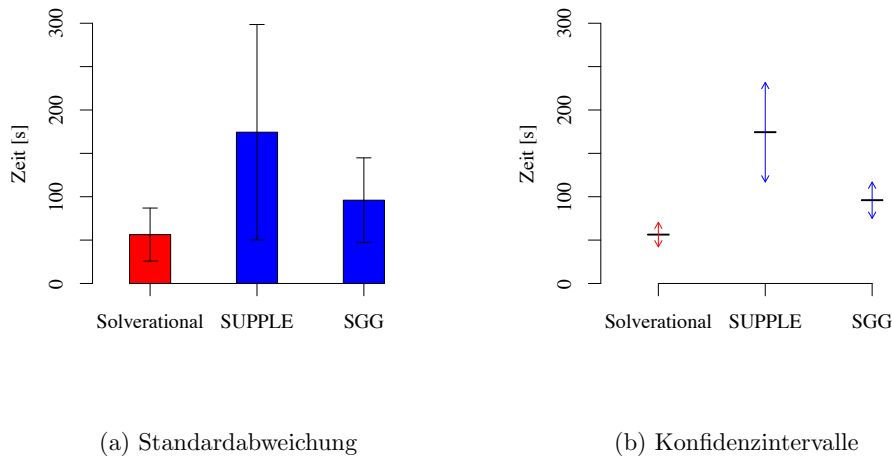 Zeit [s]
300
200
100
0
Solverational SUPPLE SGG
(a) Standardabweichung
Zeit [s]
300
200
100
0
Solverational SUPPLE SGG
(b) Konfidenzintervalle